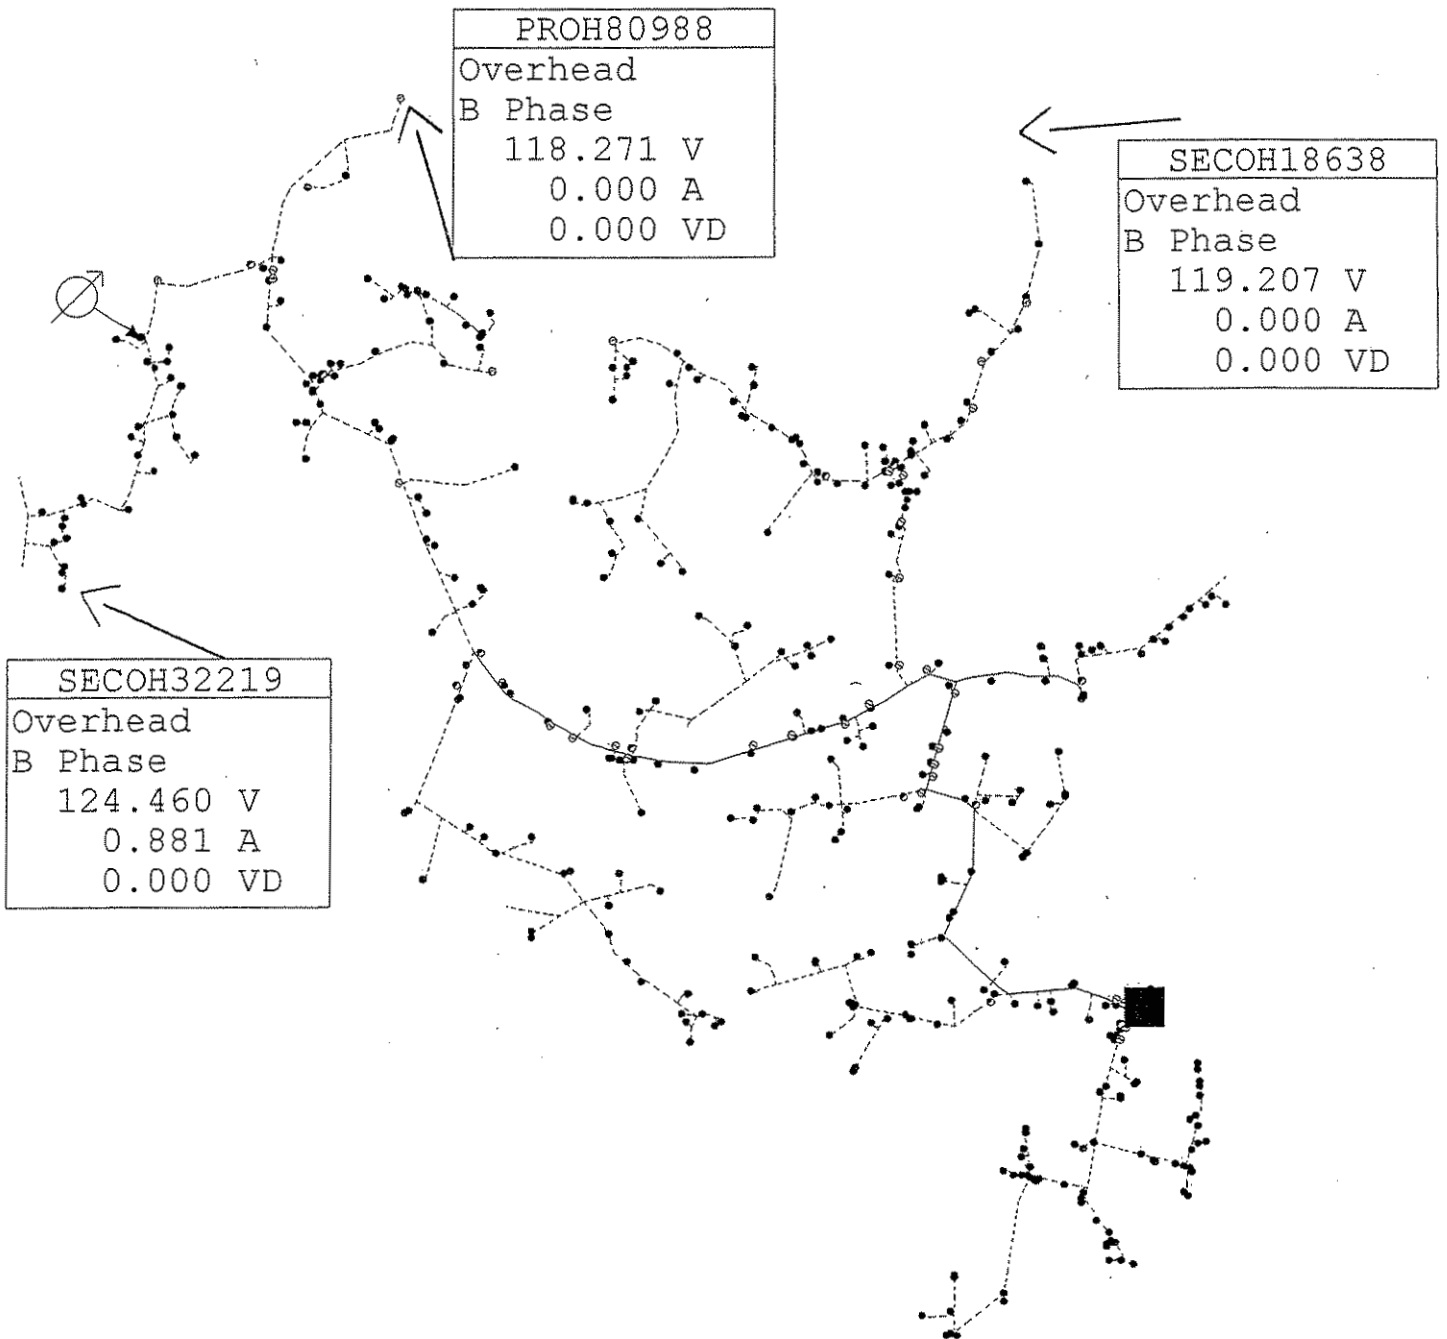 PROH80988
Overhead
B Phase
118.271 V
0.000 A
0.000 VD
SECOH18638
Overhead
B Phase
119.207 V
0.000 A
0.000 VD
SECOH32219
Overhead
B Phase
124.460 V
0.881 A
0.000 VD